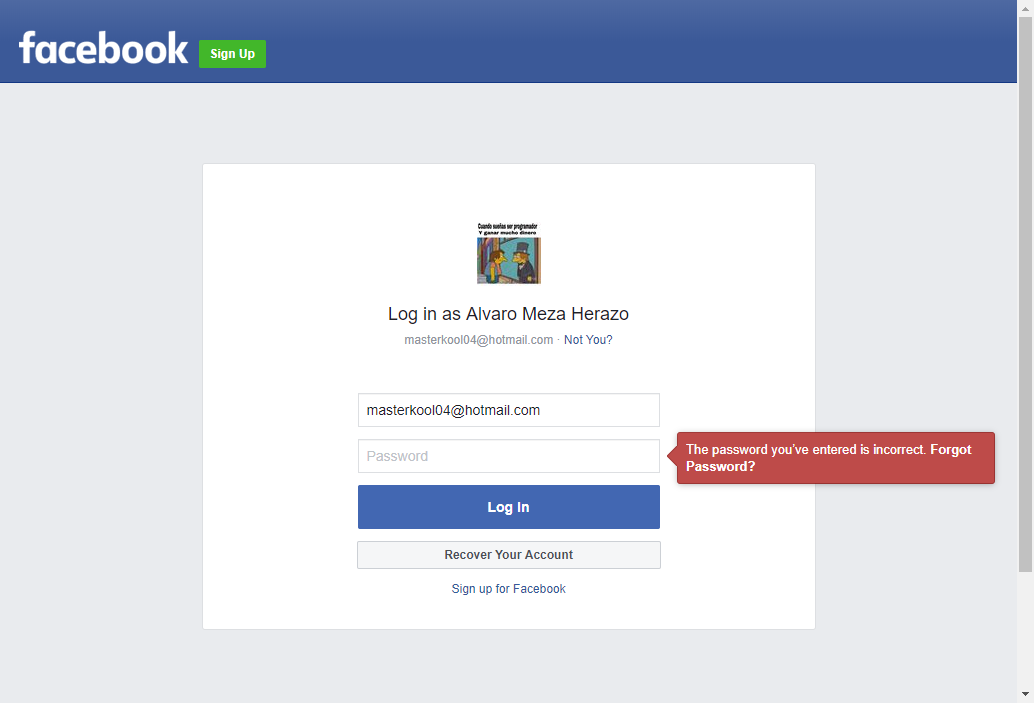 facebook
Sign Up
Cuando sueñas ser programador
Y ganar mucho dinero
Log in as Alvaro Meza Herazo
masterkool04@hotmail.com · Not You?
masterkool04@hotmail.com
Password
The password you've entered is incorrect. Forgot
Password?
Log In
Recover Your Account
Sign up for Facebook